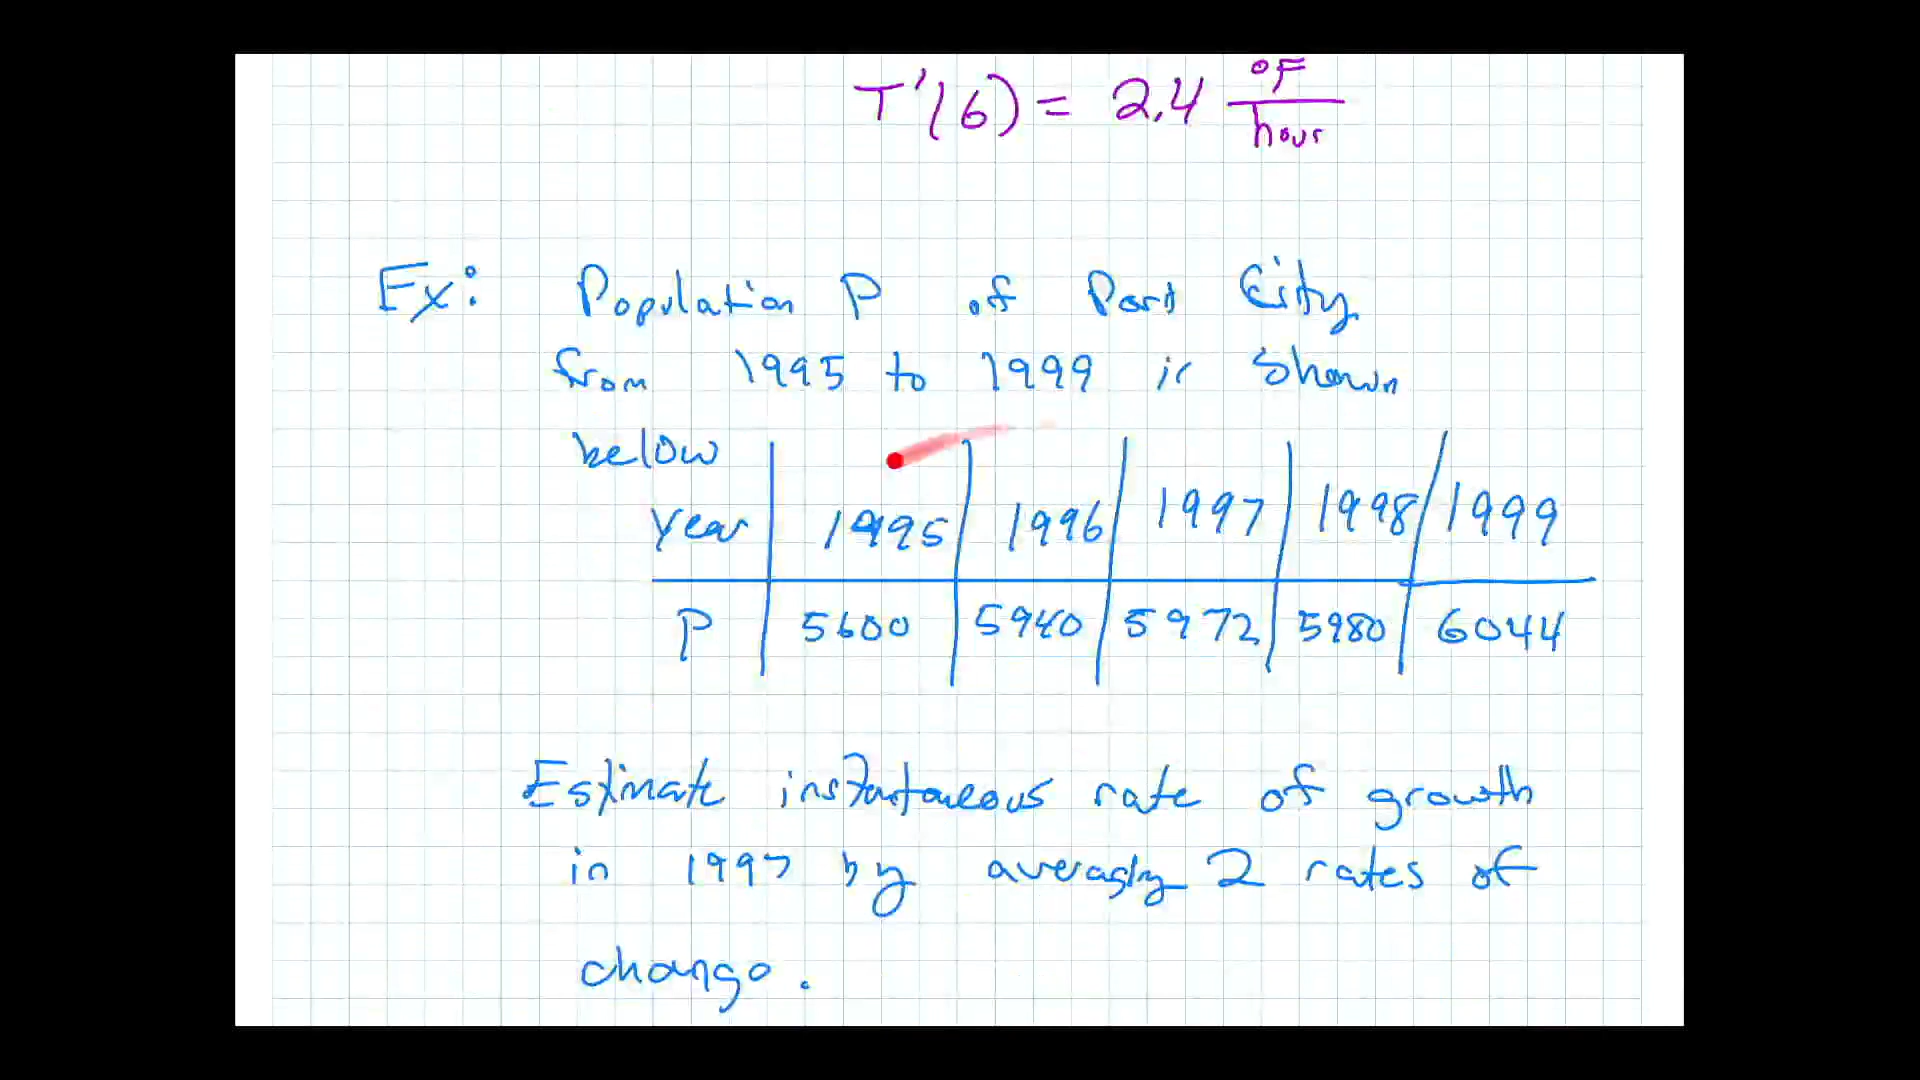 T'(6) = 2.4 °F/hour
Ex: Population P of Port City
from 1995 to 1999 is shown
below
Year 1995 1996 1997 1998 1999
P 5600 5940 5972 5980 6044
Estimate instantaneous rate of growth
in 1997 by averaging 2 rates of
change.